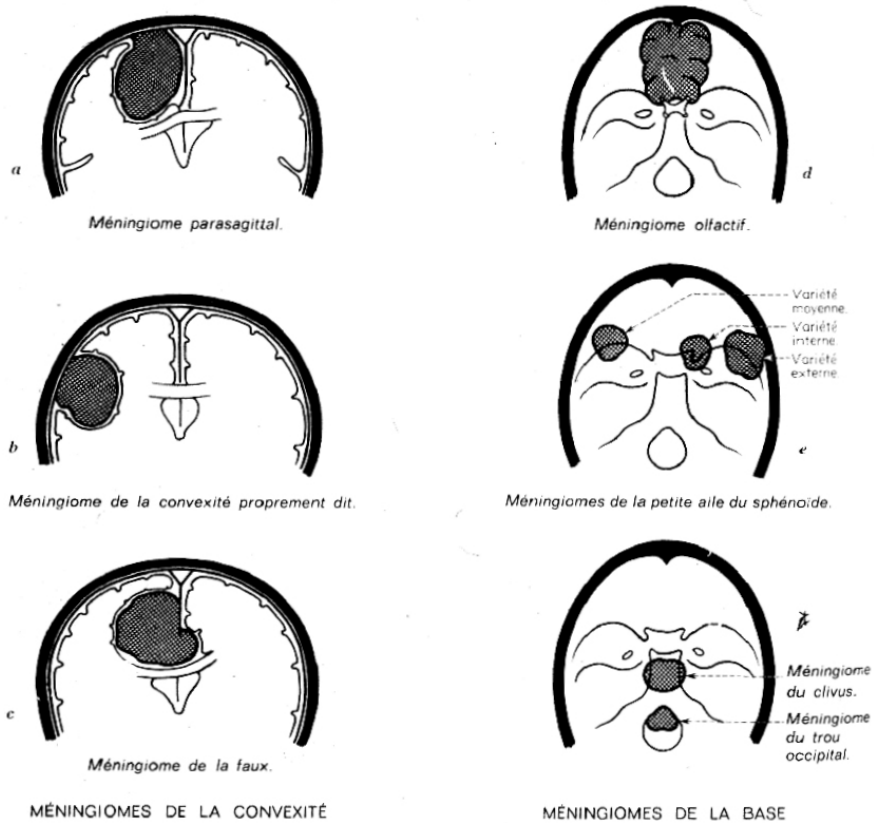 a
Méningiome parasagittal.
b
Méningiome de la convexité proprement dit.
c
Méningiome de la faux.
MÉNINGIOMES DE LA CONVEXITÉ
d
Méningiome olfactif.
Variété
moyenne.
Variété
interne.
Variété
externe.
e
Méningiomes de la petite aile du sphénoïde.
Méningiome
du clivus.
Méningiome
du trou
occipital.
MÉNINGIOMES DE LA BASE